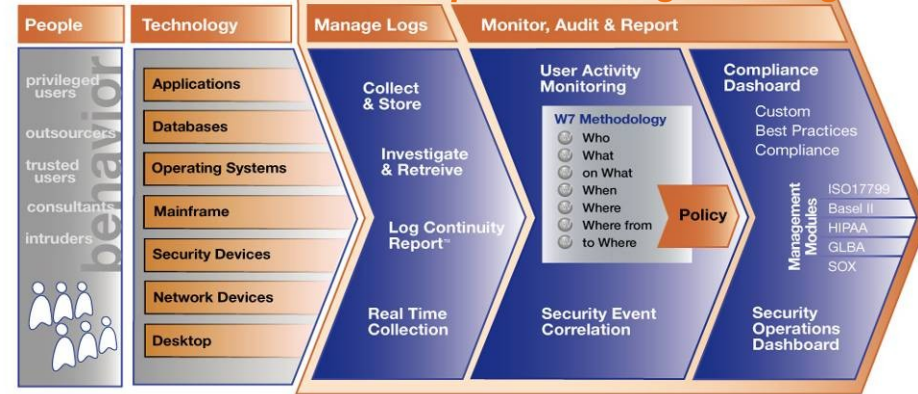 People
Technology
Manage Logs
Monitor, Audit & Report
behavior
privileged
users
outsourcers
trusted
users
consultants
intruders
Applications
Databases
Operating Systems
Mainframe
Security Devices
Network Devices
Desktop
Collect
& Store
Investigate
& Retreive
Log Continuity
Report™
Real Time
Collection
User Activity
Monitoring
W7 Methodology
Who
What
on What
When
Where
Where from
to Where
Policy
Security Event
Correlation
Compliance
Dashoard
Custom
Best Practices
Compliance
Management
Modules
ISO17799
Basel II
HIPAA
GLBA
SOX
Security
Operations
Dashboard